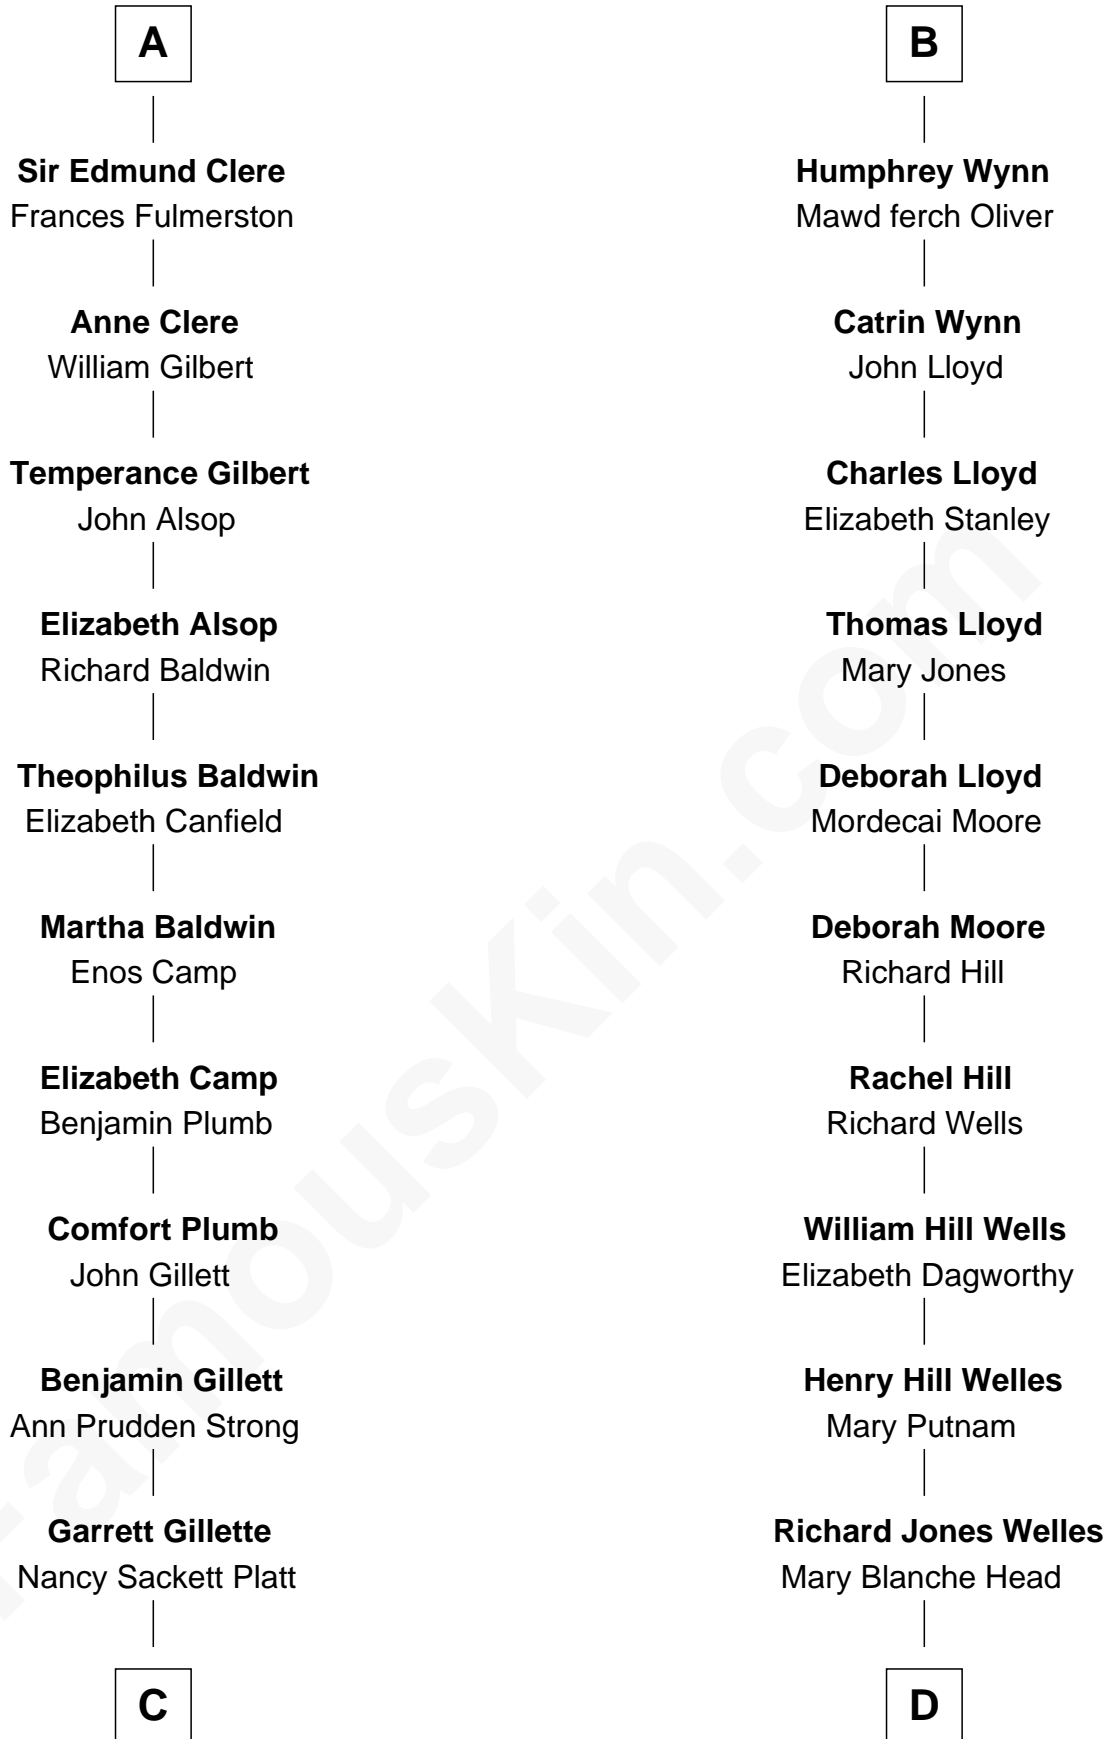 A
Sir Edmund Clere
Frances Fulmerston
Anne Clere
William Gilbert
Temperance Gilbert
John Alsop
Elizabeth Alsop
Richard Baldwin
Theophilus Baldwin
Elizabeth Canfield
Martha Baldwin
Enos Camp
Elizabeth Camp
Benjamin Plumb
Comfort Plumb
John Gillett
Benjamin Gillett
Ann Prudden Strong
Garrett Gillette
Nancy Sackett Platt
C
B
Humphrey Wynn
Mawd ferch Oliver
Catrin Wynn
John Lloyd
Charles Lloyd
Elizabeth Stanley
Thomas Lloyd
Mary Jones
Deborah Lloyd
Mordecai Moore
Deborah Moore
Richard Hill
Rachel Hill
Richard Wells
William Hill Wells
Elizabeth Dagworthy
Henry Hill Welles
Mary Putnam
Richard Jones Welles
Mary Blanche Head
D
FamousKin.com